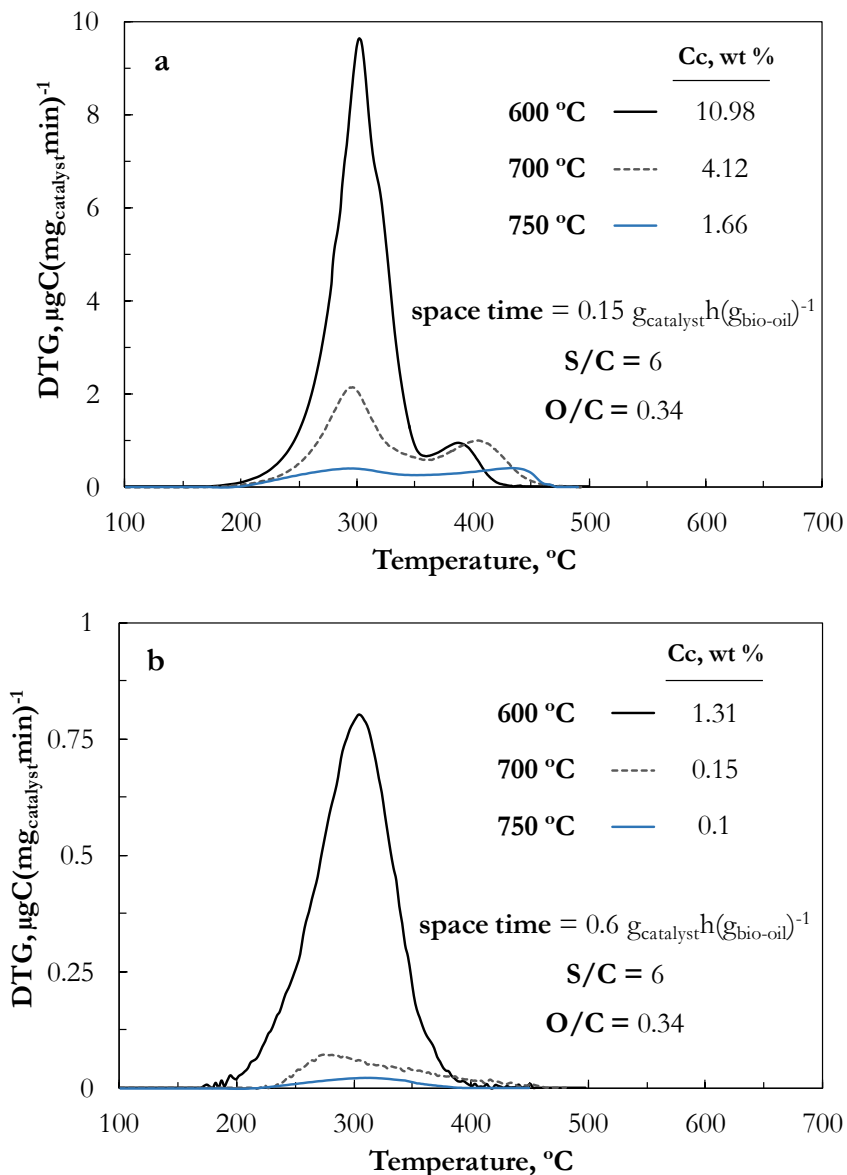 a
Cc, wt %
600 ºC 10.98
700 ºC 4.12
750 ºC 1.66
space time = 0.15 gcatalysth(gbio-oil)-1
S/C = 6
O/C = 0.34
DTG, µgC(mgcatalystmin)-1
10
8
6
4
2
0
100 200 300 400 500 600 700
Temperature, ºC
b
Cc, wt %
600 ºC 1.31
700 ºC 0.15
750 ºC 0.1
space time = 0.6 gcatalysth(gbio-oil)-1
S/C = 6
O/C = 0.34
DTG, µgC(mgcatalystmin)-1
1
0.75
0.5
0.25
0
100 200 300 400 500 600 700
Temperature, ºC